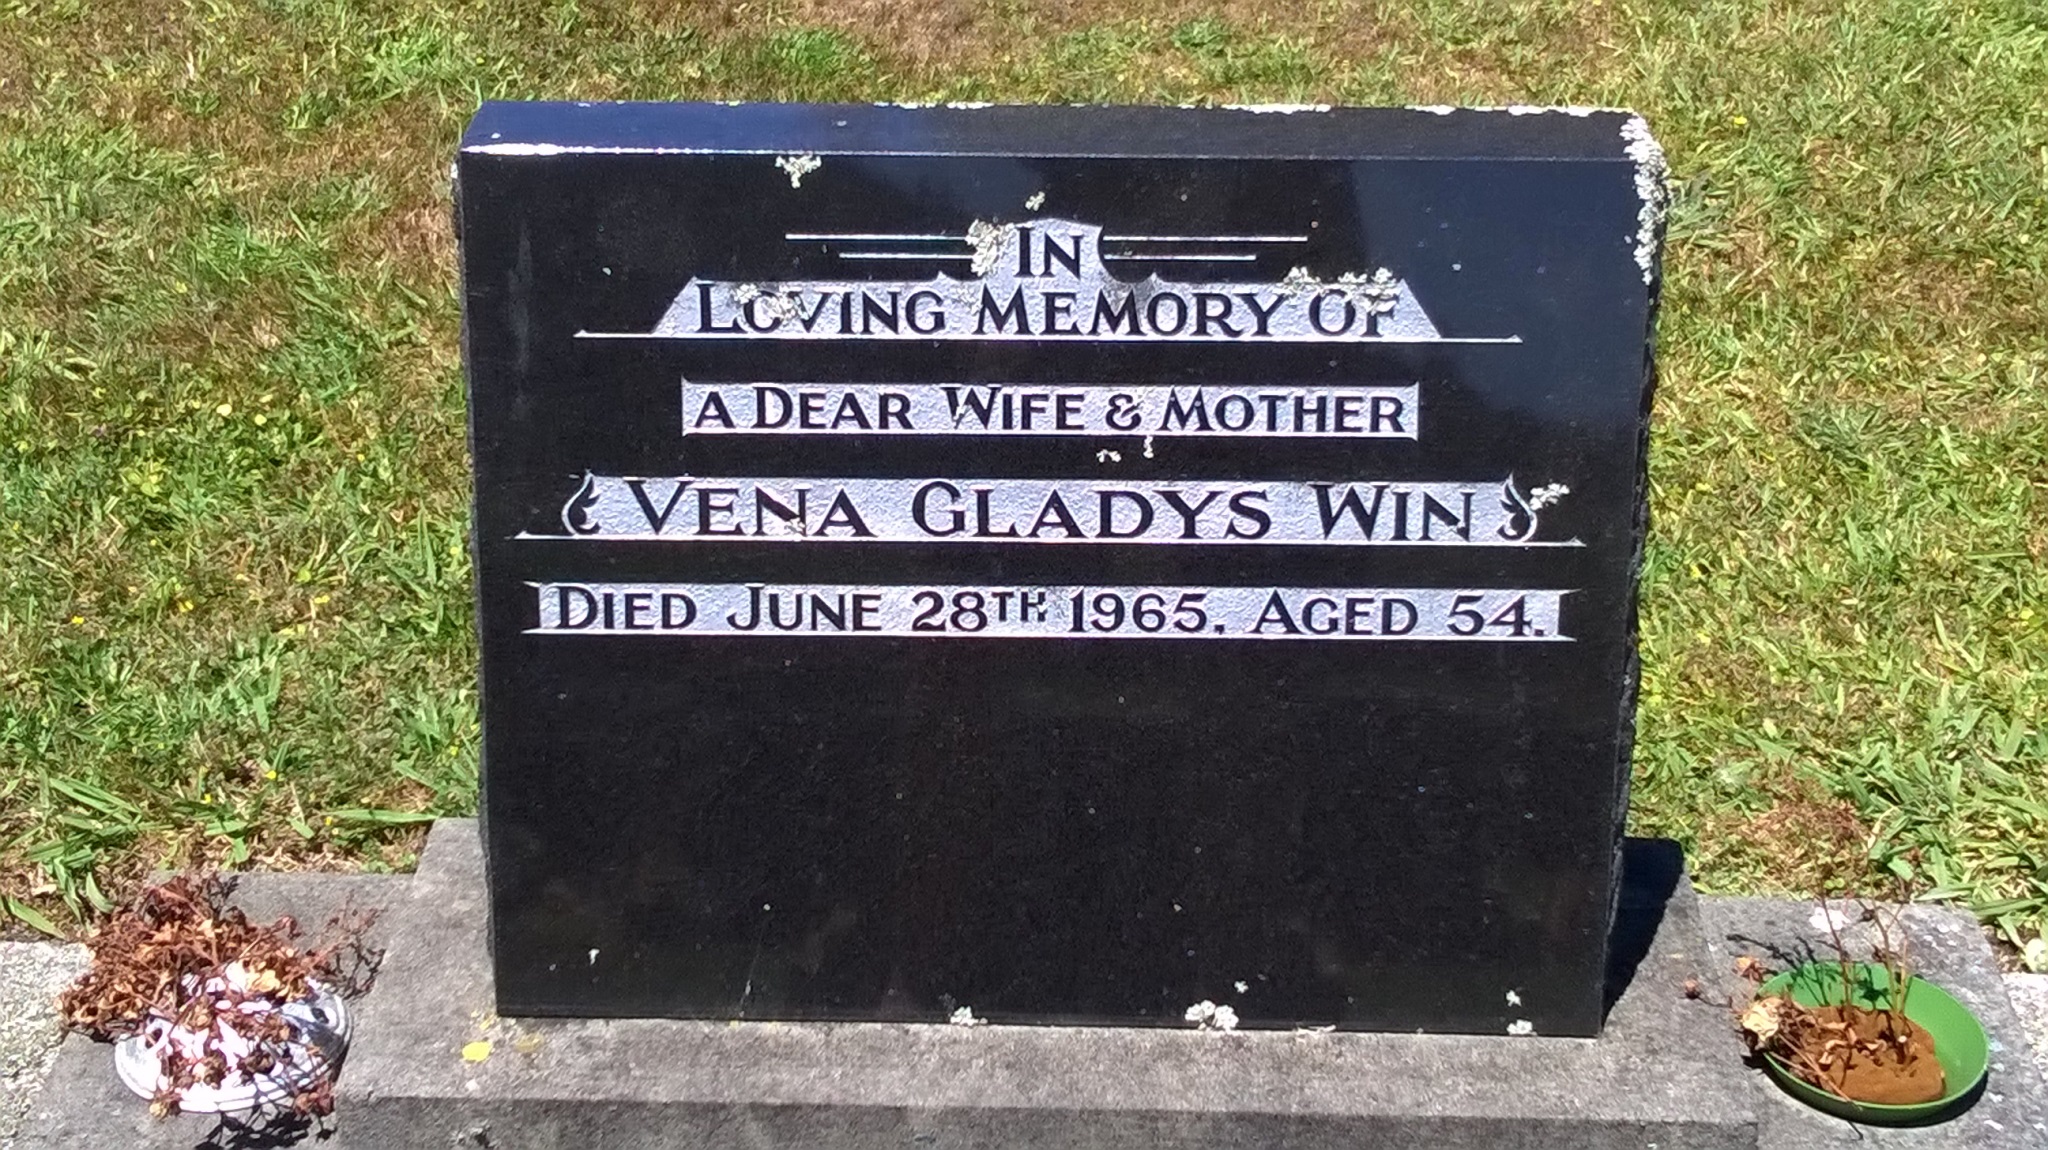 IN
LOVING MEMORY OF
A DEAR WIFE & MOTHER
VENA GLADYS WIN
DIED JUNE 28TH 1965. AGED 54.